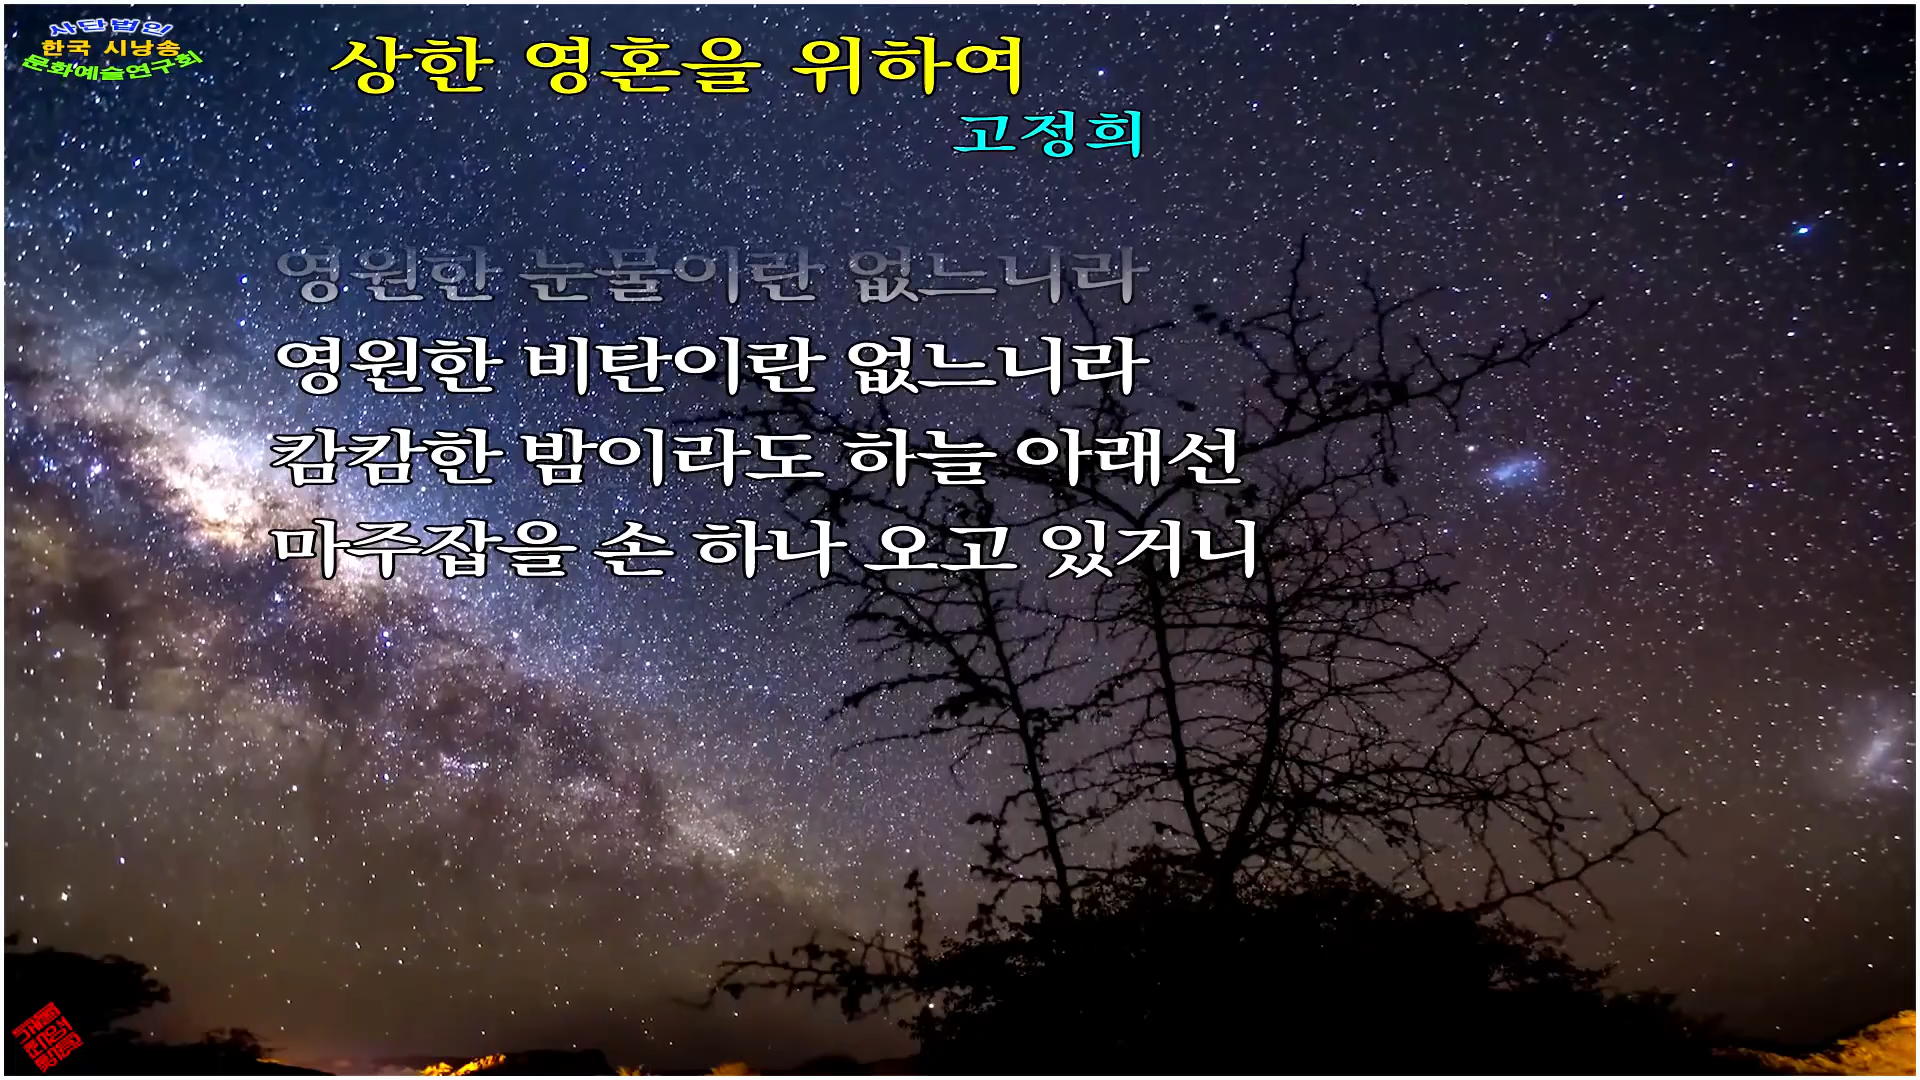 사단법인
한국 시낭송
문화예술연구회
상한 영혼을 위하여
고정희
영원한 눈물이란 없느니라
영원한 비탄이란 없느니라
캄캄한 밤이라도 하늘 아래선
마주잡을 손 하나 오고 있거니